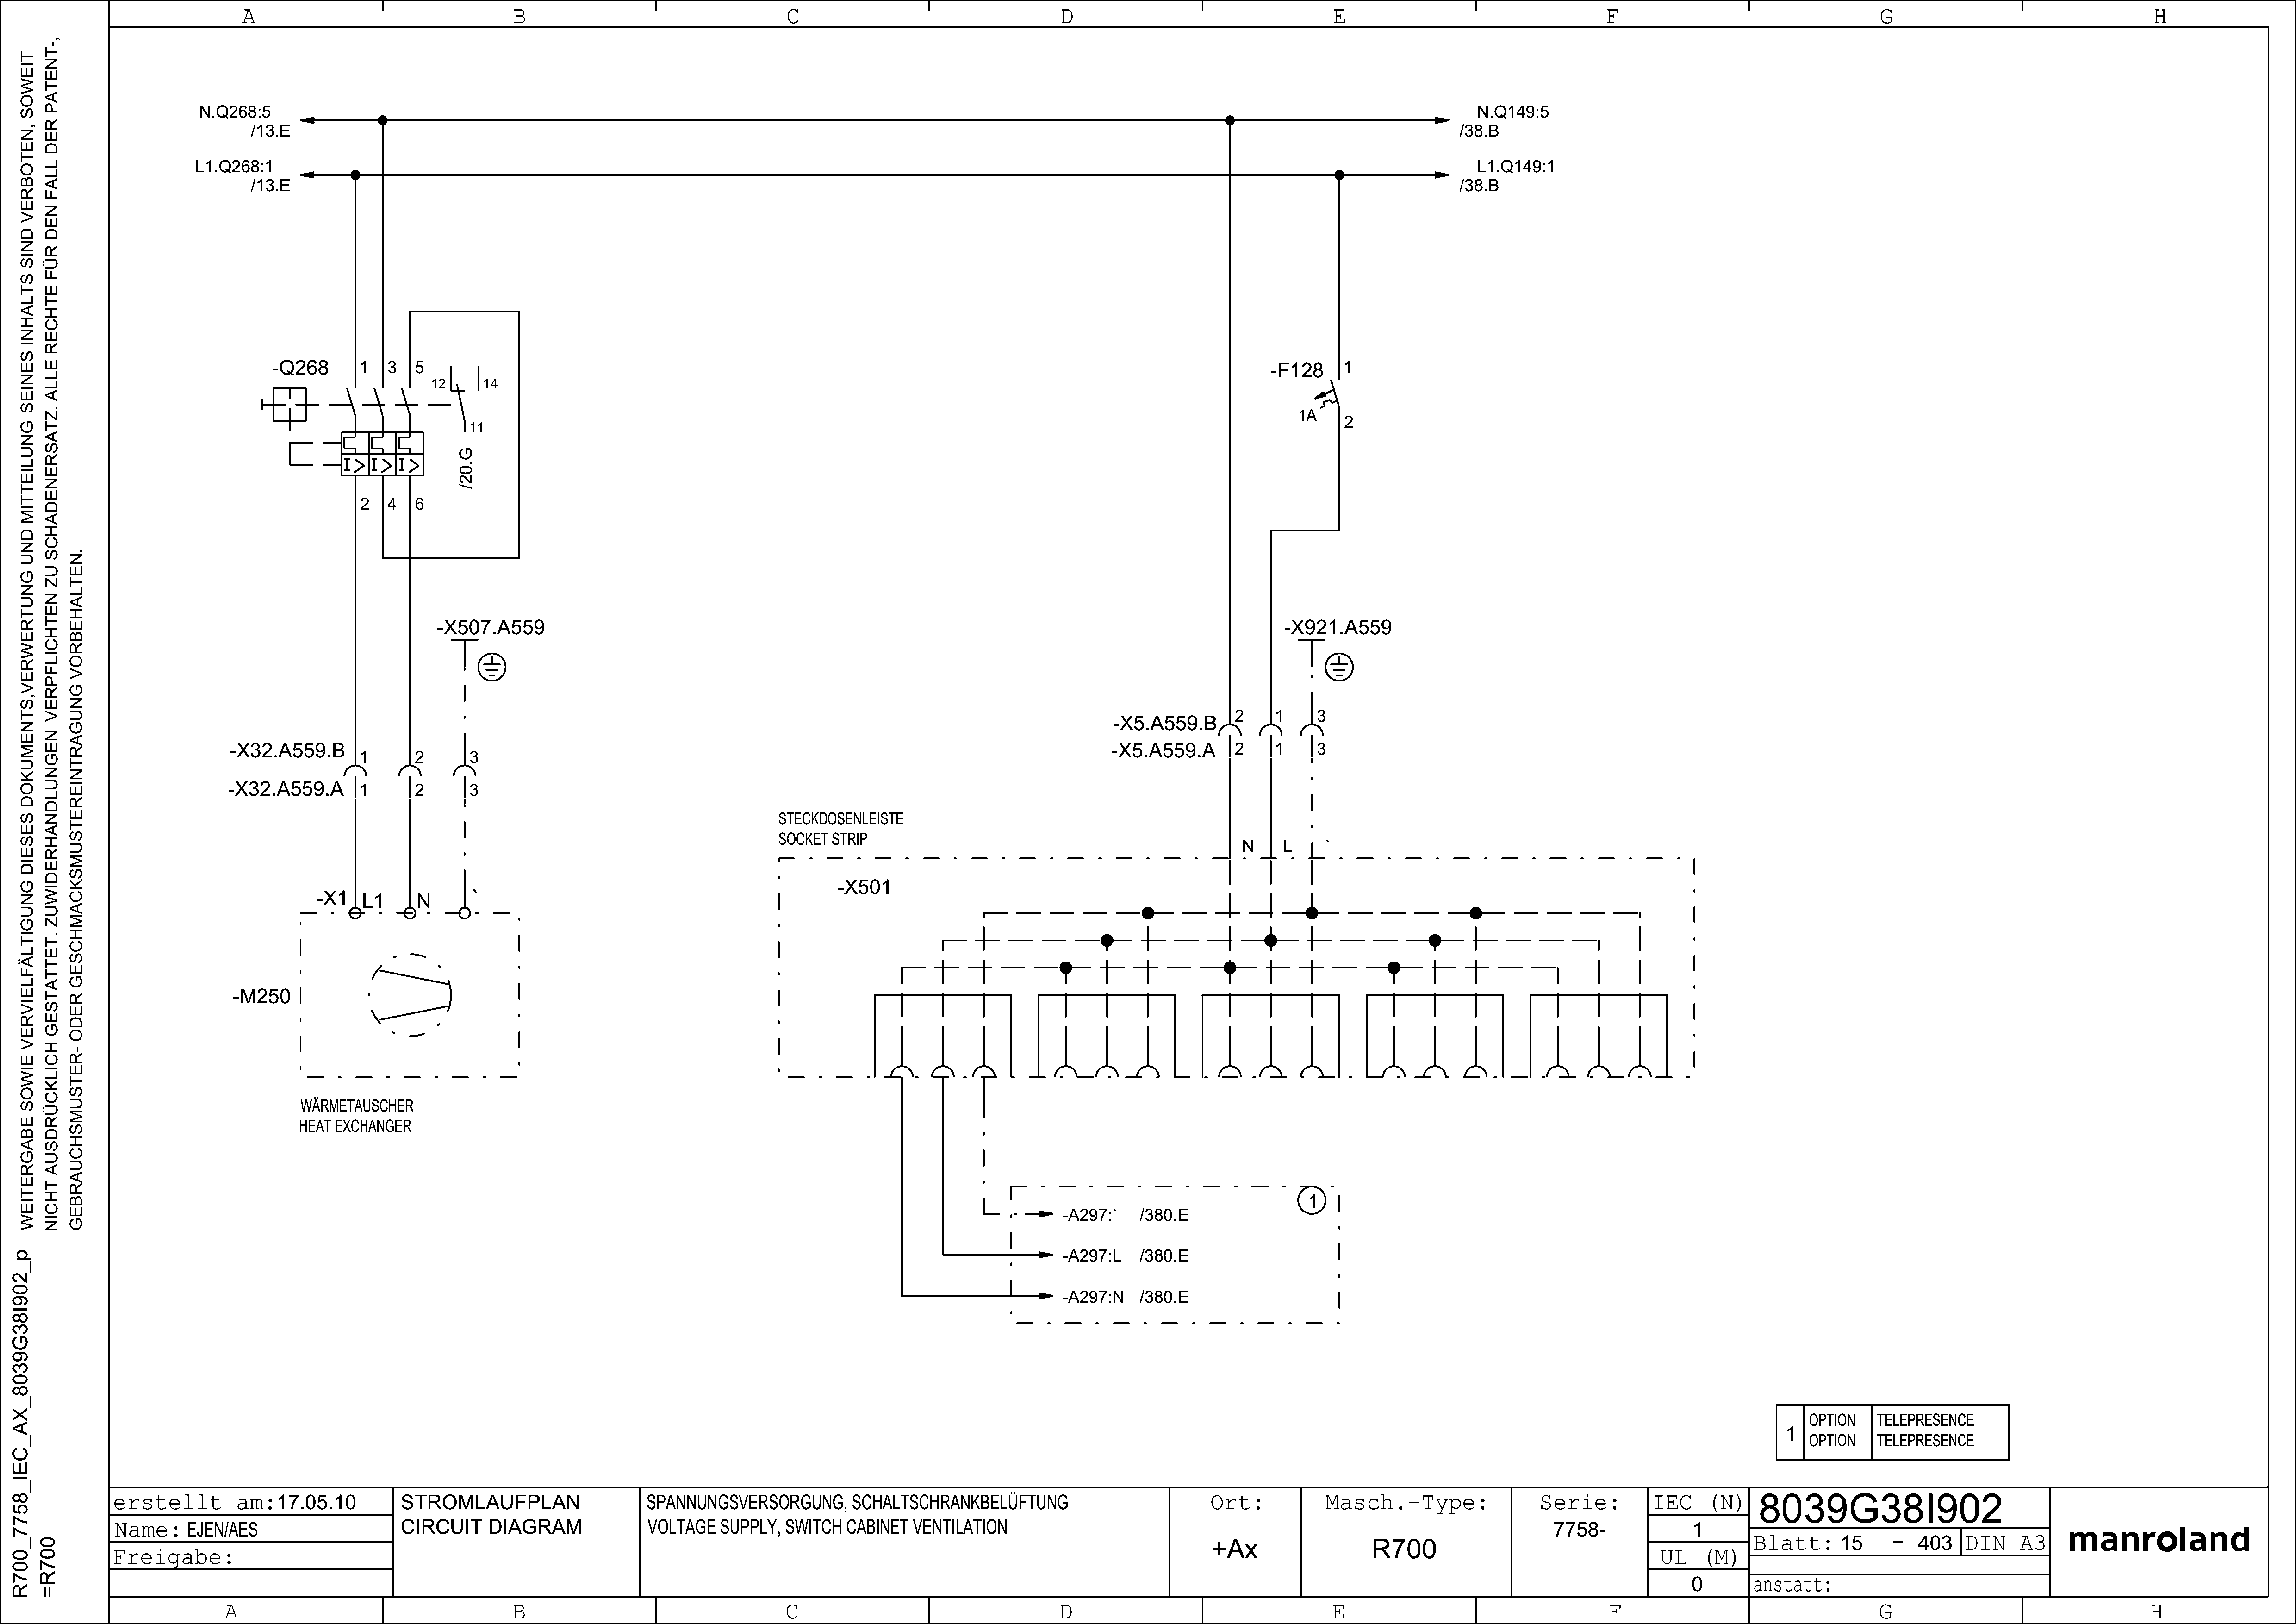 A B C D E F G H
WEITERGABE SOWIE VERVIELFÄLTIGUNG DIESES DOKUMENTS,VERWERTUNG UND MITTEILUNG SEINES INHALTS SIND VERBOTEN, SOWEIT
NICHT AUSDRÜCKLICH GESTATTET. ZUWIDERHANDLUNGEN VERPFLICHTEN ZU SCHADENERSATZ. ALLE RECHTE FÜR DEN FALL DER PATENT-,
GEBRAUCHSMUSTER- ODER GESCHMACKSMUSTEREINTRAGUNG VORBEHALTEN.
R700_7758_IEC_AX_8039G38I902_p
=R700
N.Q268:5
/13.E
N.Q149:5
/38.B
L1.Q268:1
/13.E
L1.Q149:1
/38.B
-Q268 1 3 5
12 14
11
I> I> I>
/20.G
2 4 6
-F128 1
1A
2
-X507.A559
-X921.A559
-X5.A559.B 2 1 3
-X5.A559.A 2 1 3
-X32.A559.B 1 2 3
-X32.A559.A 1 2 3
STECKDOSENLEISTE
SOCKET STRIP
N L `
-X501
-X1 L1 N `
-M250
WÄRMETAUSCHER
HEAT EXCHANGER
1
-A297:` /380.E
-A297:L /380.E
-A297:N /380.E
1 OPTION TELEPRESENCE
OPTION TELEPRESENCE
erstellt am:17.05.10
Name: EJEN/AES
Freigabe:
STROMLAUFPLAN
CIRCUIT DIAGRAM
SPANNUNGSVERSORGUNG, SCHALTSCHRANKBELÜFTUNG
VOLTAGE SUPPLY, SWITCH CABINET VENTILATION
Ort:
+Ax
Masch.-Type:
R700
Serie:
7758-
IEC (N)
1
UL (M)
0
8039G38I902
Blatt: 15 - 403 DIN A3
anstatt:
manroland
A B C D E F G H